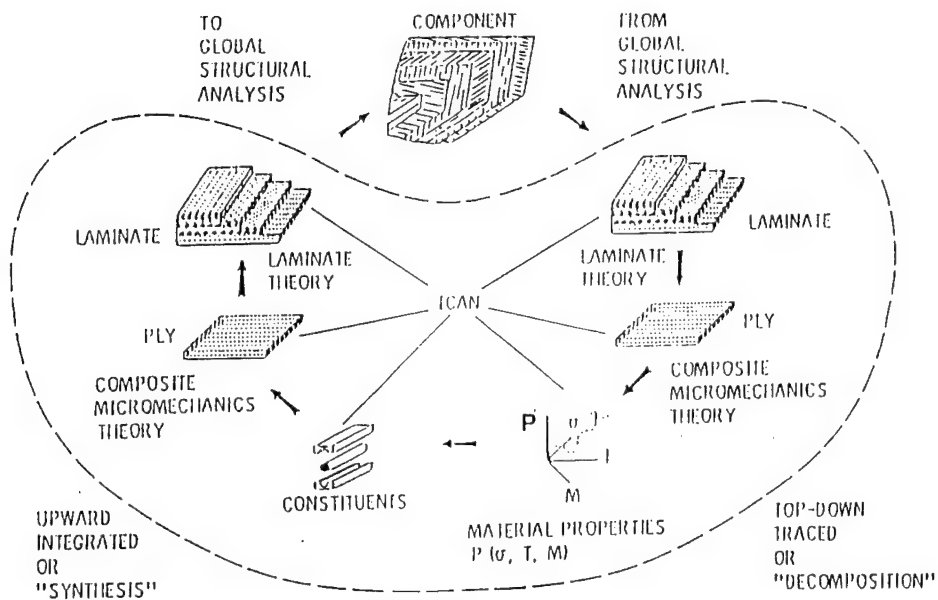 TO
GLOBAL
STRUCTURAL
ANALYSIS
COMPONENT
FROM
GLOBAL
STRUCTURAL
ANALYSIS
LAMINATE
LAMINATE
THEORY
LAMINATE
LAMINATE
THEORY
ICAN
PLY
PLY
COMPOSITE
MICROMECHANICS
THEORY
COMPOSITE
MICROMECHANICS
THEORY
P
σ
T
M
CONSTITUENTS
MATERIAL PROPERTIES
P (σ, T, M)
UPWARD
INTEGRATED
OR
"SYNTHESIS"
TOP-DOWN
TRACED
OR
"DECOMPOSITION"